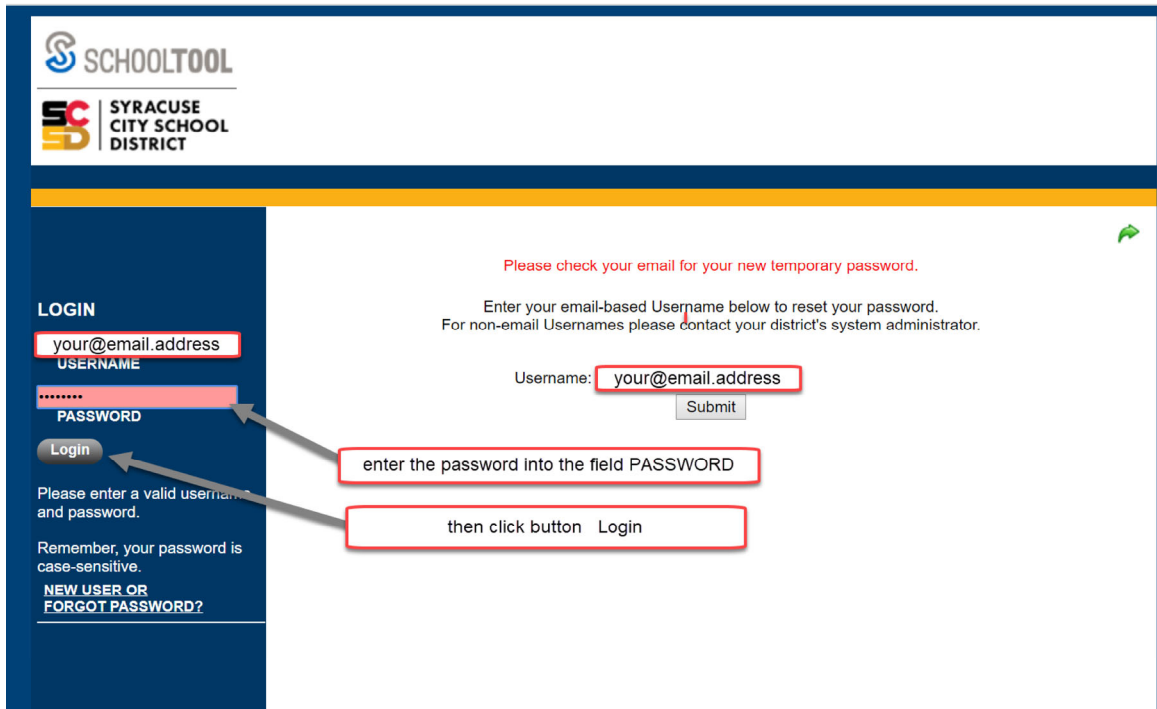 SCHOOLTOOL
SC
SD
SYRACUSE
CITY SCHOOL
DISTRICT
Please check your email for your new temporary password.
Enter your email-based Username below to reset your password.
For non-email Usernames please contact your district's system administrator.
Username: your@email.address
Submit
LOGIN
your@email.address
USERNAME
••••••••
PASSWORD
Login
enter the password into the field PASSWORD
then click button Login
Please enter a valid username
and password.
Remember, your password is
case-sensitive.
NEW USER OR
FORGOT PASSWORD?